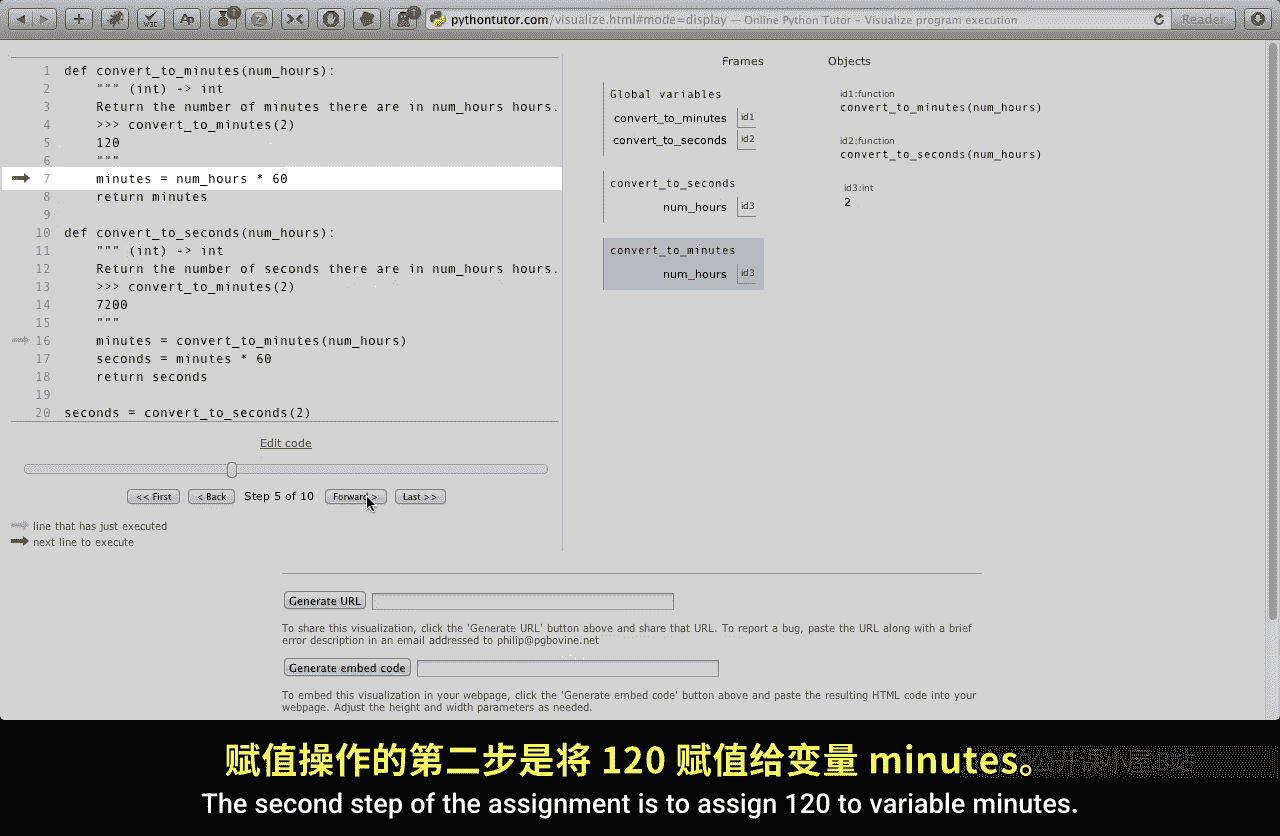 W3C
Ap
1
1
pythontutor.com/visualize.html#mode=display — Online Python Tutor – Visualize program execution
Reader
1 def convert_to_minutes(num_hours):
2 """ (int) -> int
3 Return the number of minutes there are in num_hours hours.
4 >>> convert_to_minutes(2)
5 120
6 """
7 minutes = num_hours * 60
8 return minutes
9
10 def convert_to_seconds(num_hours):
11 """ (int) -> int
12 Return the number of seconds there are in num_hours hours.
13 >>> convert_to_minutes(2)
14 7200
15 """
16 minutes = convert_to_minutes(num_hours)
17 seconds = minutes * 60
18 return seconds
19
20 seconds = convert_to_seconds(2)
Edit code
<< First
< Back
Step 5 of 10
Forward >
Last >>
line that has just executed
next line to execute
Frames
Objects
Global variables
convert_to_minutes id1
convert_to_seconds id2
convert_to_seconds
num_hours id3
convert_to_minutes
num_hours id3
id1:function
convert_to_minutes(num_hours)
id2:function
convert_to_seconds(num_hours)
id3:int
2
Generate URL
To share this visualization, click the 'Generate URL' button above and share that URL. To report a bug, paste the URL along with a brief
error description in an email addressed to philip@pgbovine.net
Generate embed code
To embed this visualization in your webpage, click the 'Generate embed code' button above and paste the resulting HTML code into your
webpage. Adjust the height and width parameters as needed.
赋值操作的第二步是将 120 赋值给变量 minutes。
公开课小屋 B站
The second step of the assignment is to assign 120 to variable minutes.